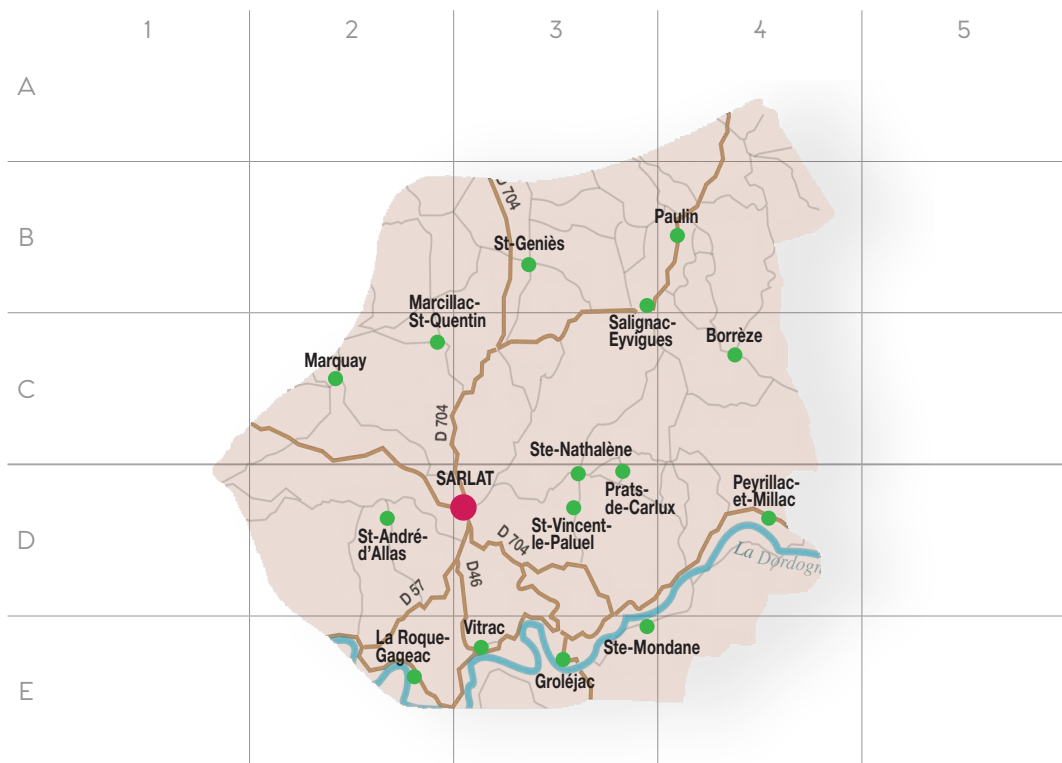 1
2
3
4
5
A
B
C
D
E
D 704
Paulin
St-Geniès
Marcillac-
St-Quentin
Salignac-
Eyvigues
Borrèze
Marquay
D 704
Ste-Nathalène
SARLAT
Prats-
de-Carlux
Peyrillac-
et-Millac
St-Vincent-
le-Paluel
St-André-
d'Allas
D 704
La Dordogn
D46
D 57
Vitrac
La Roque-
Gageac
Ste-Mondane
Groléjac